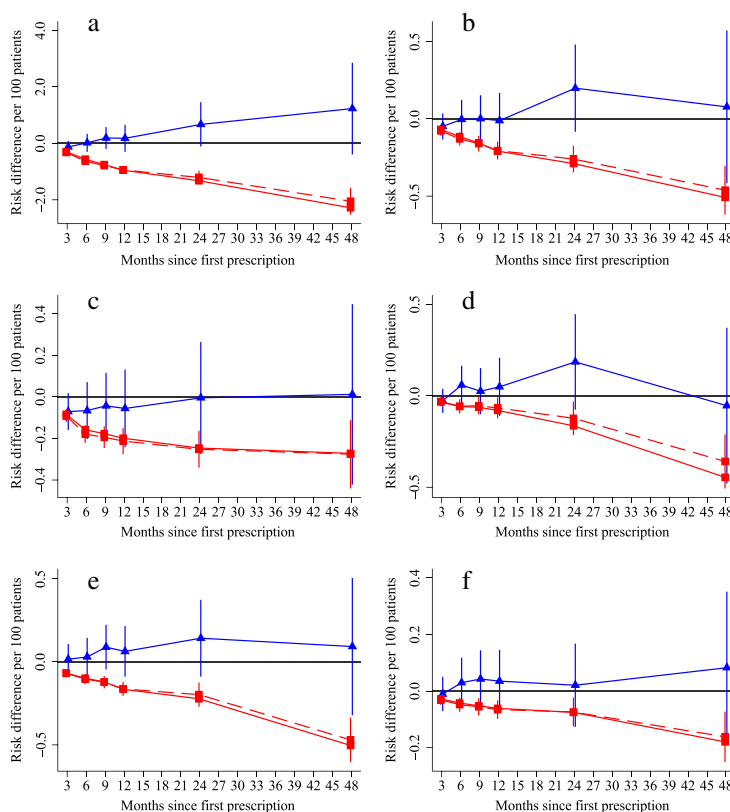 a
Risk difference per 100 patients
4.0
2.0
0.0
−2.0
3 6 9 12 15 18 21 24 27 30 33 36 39 42 45 48
Months since first prescription
b
Risk difference per 100 patients
0.5
0.0
−0.5
3 6 9 12 15 18 21 24 27 30 33 36 39 42 45 48
Months since first prescription
c
Risk difference per 100 patients
0.4
0.2
0.0
−0.2
−0.4
3 6 9 12 15 18 21 24 27 30 33 36 39 42 45 48
Months since first prescription
d
Risk difference per 100 patients
0.5
0.0
−0.5
3 6 9 12 15 18 21 24 27 30 33 36 39 42 45 48
Months since first prescription
e
Risk difference per 100 patients
0.5
0.0
−0.5
3 6 9 12 15 18 21 24 27 30 33 36 39 42 45 48
Months since first prescription
f
Risk difference per 100 patients
0.4
0.2
0.0
−0.2
3 6 9 12 15 18 21 24 27 30 33 36 39 42 45 48
Months since first prescription